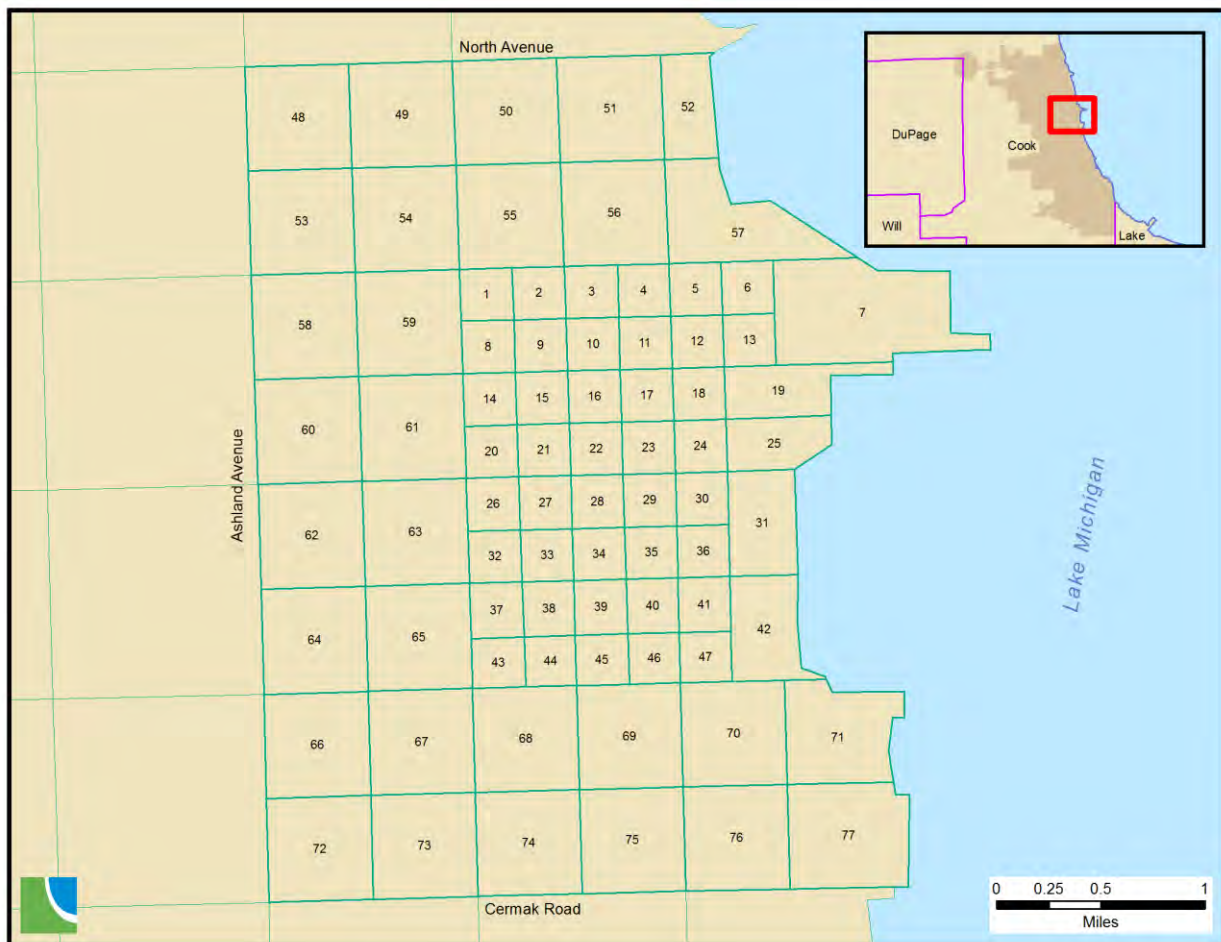 North Avenue
48 49 50 51 52
53 54 55 56 57
58 59 1 2 3 4 5 6 7
8 9 10 11 12 13
60 61 14 15 16 17 18 19
20 21 22 23 24 25
62 63 26 27 28 29 30 31
32 33 34 35 36
64 65 37 38 39 40 41 42
43 44 45 46 47
66 67 68 69 70 71
72 73 74 75 76 77
Cermak Road
Ashland Avenue
Lake Michigan
DuPage
Cook
Will
Lake
0 0.25 0.5 1
Miles